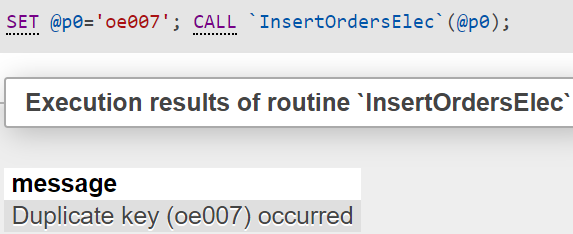 SET @p0='oe007'; CALL `InsertOrdersElec`(@p0);
Execution results of routine `InsertOrdersElec`
message
Duplicate key (oe007) occurred